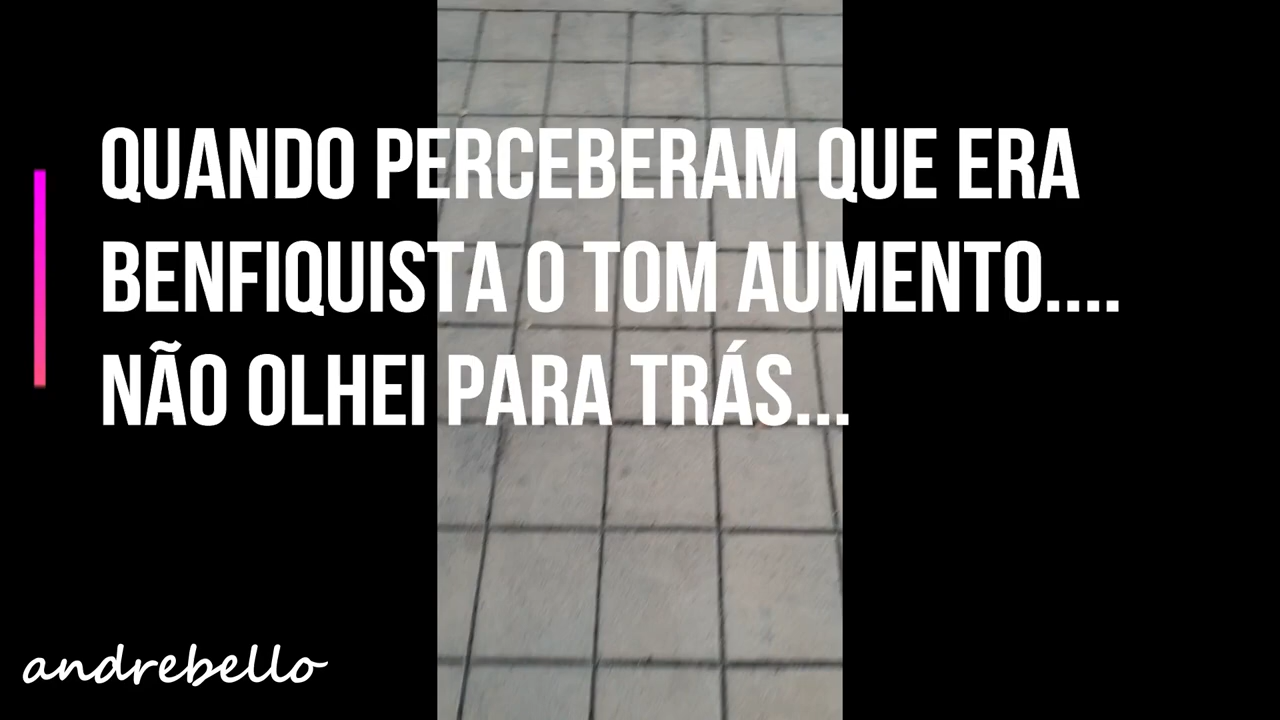 QUANDO PERCEBERAM QUE ERA
BENFIQUISTA O TOM AUMENTO....
NÃO OLHEI PARA TRÁS...
andrebello